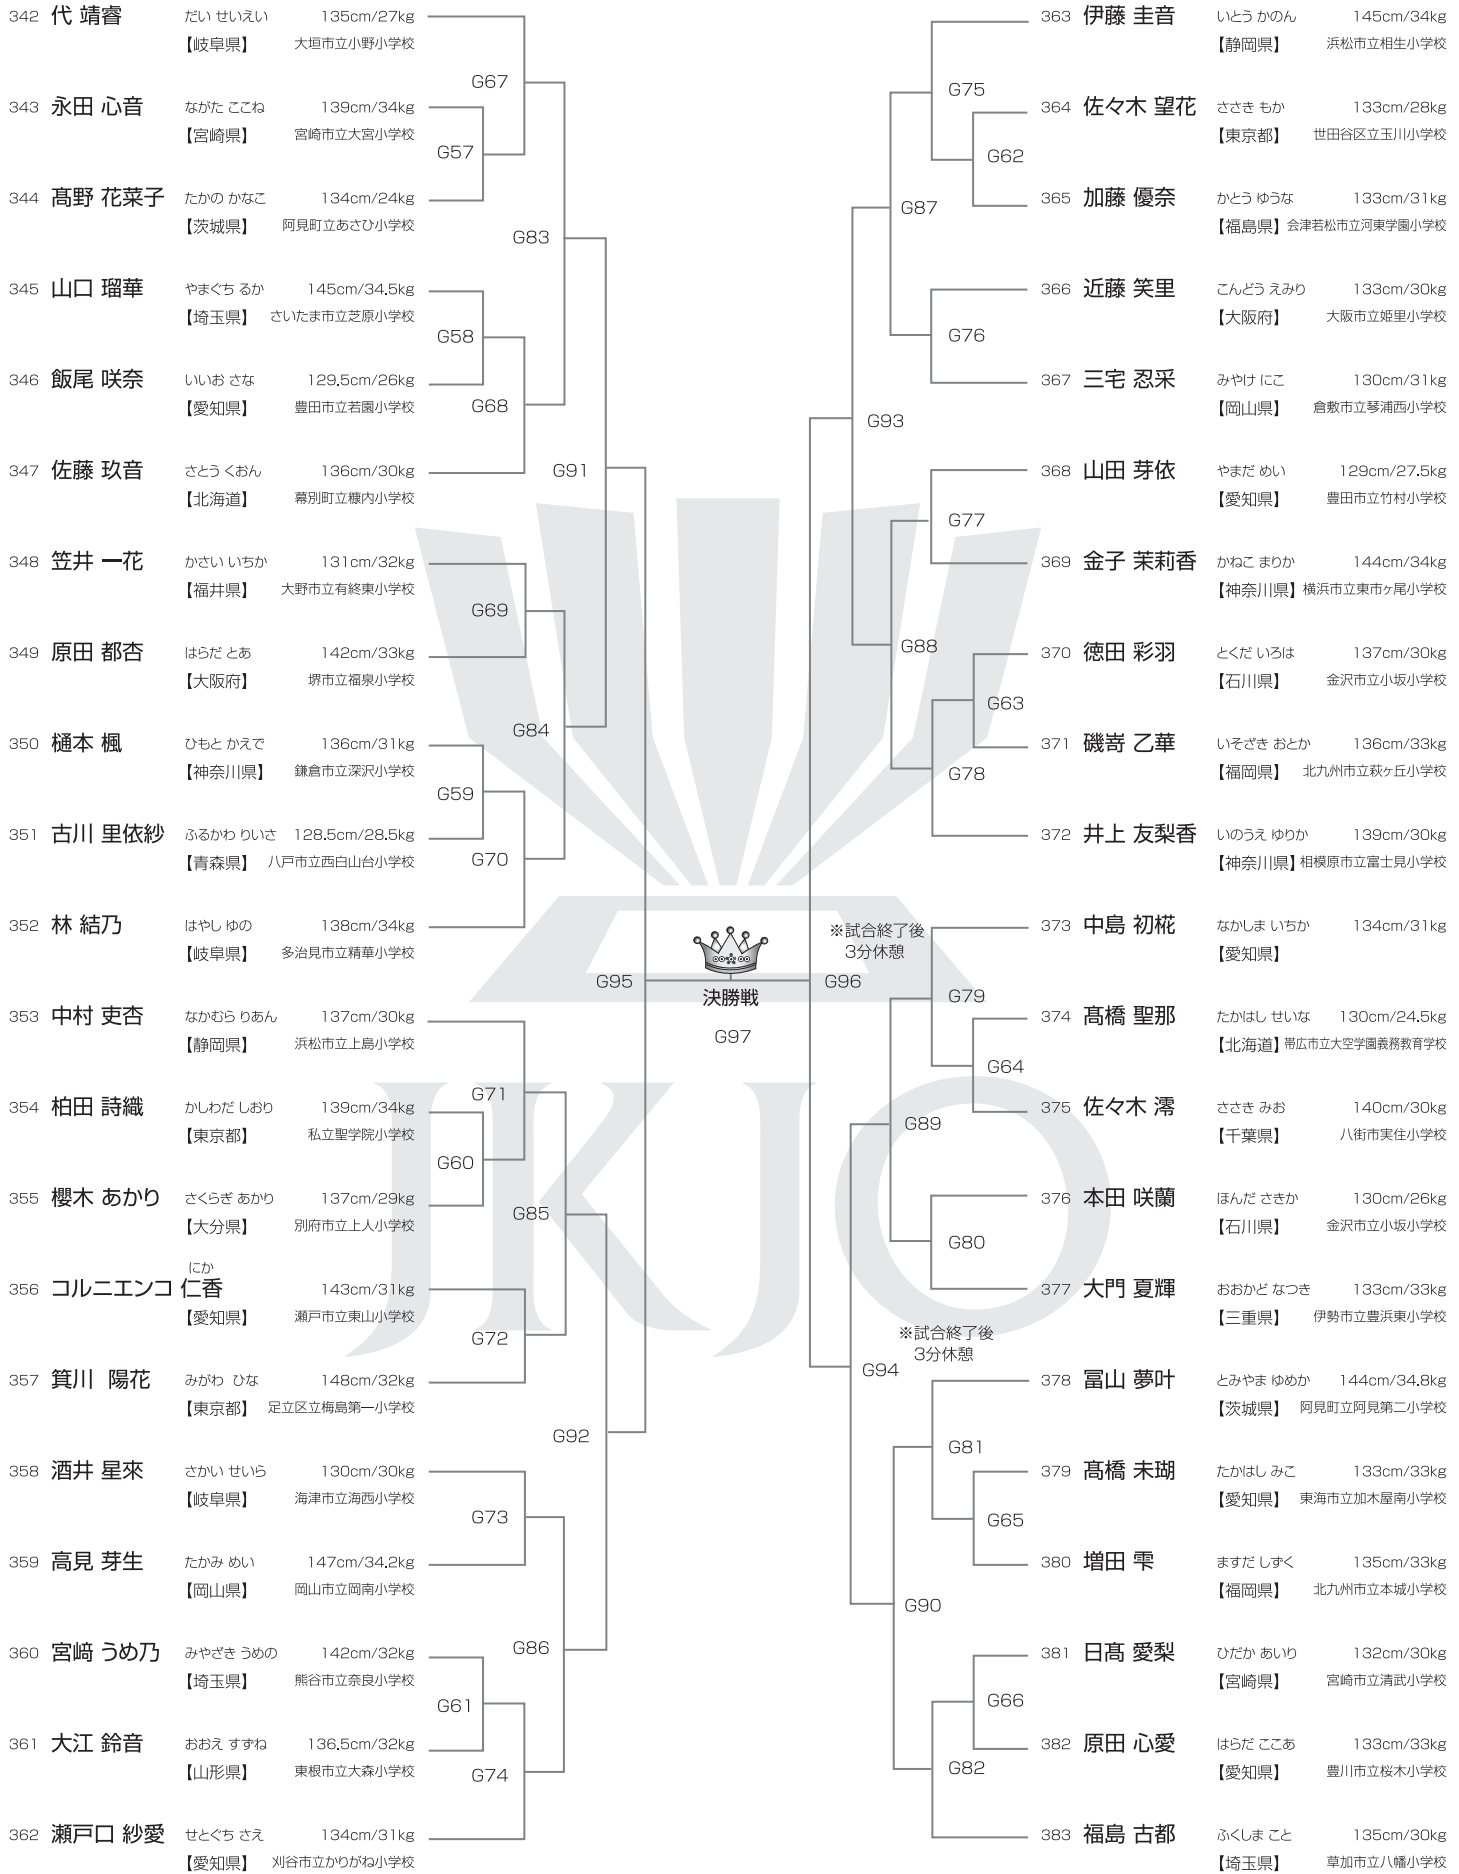 342 代 靖睿 だい せいえい 135cm/27kg
【岐阜県】 大垣市立小野小学校
G67
343 永田 心音 ながた ここね 139cm/34kg
【宮崎県】 宮崎市立大宮小学校
G57
344 髙野 花菜子 たかの かなこ 134cm/24kg
【茨城県】 阿見町立あさひ小学校
G83
345 山口 瑠華 やまぐち るか 145cm/34.5kg
【埼玉県】 さいたま市立芝原小学校
G58
346 飯尾 咲奈 いいお さな 129.5cm/26kg
【愛知県】 豊田市立若園小学校
G68
347 佐藤 玖音 さとう くおん 136cm/30kg
【北海道】 幕別町立糠内小学校
G91
348 笠井 一花 かさい いちか 131cm/32kg
【福井県】 大野市立有終東小学校
G69
349 原田 都杏 はらだ とあ 142cm/33kg
【大阪府】 堺市立福泉小学校
G84
350 樋本 楓 ひもと かえで 136cm/31kg
【神奈川県】 鎌倉市立深沢小学校
G59
351 古川 里依紗 ふるかわ りいさ 128.5cm/28.5kg
【青森県】 八戸市立西白山台小学校
G70
352 林 結乃 はやし ゆの 138cm/34kg
【岐阜県】 多治見市立精華小学校
G95
353 中村 吏杏 なかむら りあん 137cm/30kg
【静岡県】 浜松市立上島小学校
G71
354 柏田 詩織 かしわだ しおり 139cm/34kg
【東京都】 私立聖学院小学校
G60
355 櫻木 あかり さくらぎ あかり 137cm/29kg
【大分県】 別府市立上人小学校
G85
にか
356 コルニエンコ 仁香 143cm/31kg
【愛知県】 瀬戸市立東山小学校
G72
357 箕川 陽花 みがわ ひな 148cm/32kg
【東京都】 足立区立梅島第一小学校
G92
358 酒井 星來 さかい せいら 130cm/30kg
【岐阜県】 海津市立海西小学校
G73
359 高見 芽生 たかみ めい 147cm/34.2kg
【岡山県】 岡山市立岡南小学校
G86
360 宮﨑 うめ乃 みやざき うめの 142cm/32kg
【埼玉県】 熊谷市立奈良小学校
G61
361 大江 鈴音 おおえ すずね 136.5cm/32kg
【山形県】 東根市立大森小学校
G74
362 瀬戸口 紗愛 せとぐち さえ 134cm/31kg
【愛知県】 刈谷市立かりがね小学校
決勝戦
G97
JKJO
363 伊藤 圭音 いとう かのん 145cm/34kg
【静岡県】 浜松市立相生小学校
G75
364 佐々木 望花 ささき もか 133cm/28kg
【東京都】 世田谷区立玉川小学校
G62
365 加藤 優奈 かとう ゆうな 133cm/31kg
【福島県】 会津若松市立河東学園小学校
G87
366 近藤 笑里 こんどう えみり 133cm/30kg
【大阪府】 大阪市立姫里小学校
G76
367 三宅 忍采 みやけ にこ 130cm/31kg
【岡山県】 倉敷市立琴浦西小学校
G93
368 山田 芽依 やまだ めい 129cm/27.5kg
【愛知県】 豊田市立竹村小学校
G77
369 金子 茉莉香 かねこ まりか 144cm/34kg
【神奈川県】 横浜市立東市ヶ尾小学校
G88
370 徳田 彩羽 とくだ いろは 137cm/30kg
【石川県】 金沢市立小坂小学校
G63
371 磯嵜 乙華 いそざき おとか 136cm/33kg
【福岡県】 北九州市立萩ヶ丘小学校
G78
372 井上 友梨香 いのうえ ゆりか 139cm/30kg
【神奈川県】 相模原市立富士見小学校
373 中島 初椛 なかしま いちか 134cm/31kg
【愛知県】
※試合終了後
3分休憩
G96
G79
374 髙橋 聖那 たかはし せいな 130cm/24.5kg
【北海道】 帯広市立大空学園義務教育学校
G64
375 佐々木 澪 ささき みお 140cm/30kg
【千葉県】 八街市実住小学校
G89
376 本田 咲蘭 ほんだ さきか 130cm/26kg
【石川県】 金沢市立小坂小学校
G80
377 大門 夏輝 おおかど なつき 133cm/33kg
【三重県】 伊勢市立豊浜東小学校
※試合終了後
3分休憩
G94
378 冨山 夢叶 とみやま ゆめか 144cm/34.8kg
【茨城県】 阿見町立阿見第二小学校
G81
379 髙橋 未瑚 たかはし みこ 133cm/33kg
【愛知県】 東海市立加木屋南小学校
G65
380 増田 雫 ますだ しずく 135cm/33kg
【福岡県】 北九州市立本城小学校
G90
381 日髙 愛梨 ひだか あいり 132cm/30kg
【宮崎県】 宮崎市立清武小学校
G66
382 原田 心愛 はらだ ここあ 133cm/33kg
【愛知県】 豊川市立桜木小学校
G82
383 福島 古都 ふくしま こと 135cm/30kg
【埼玉県】 草加市立八幡小学校